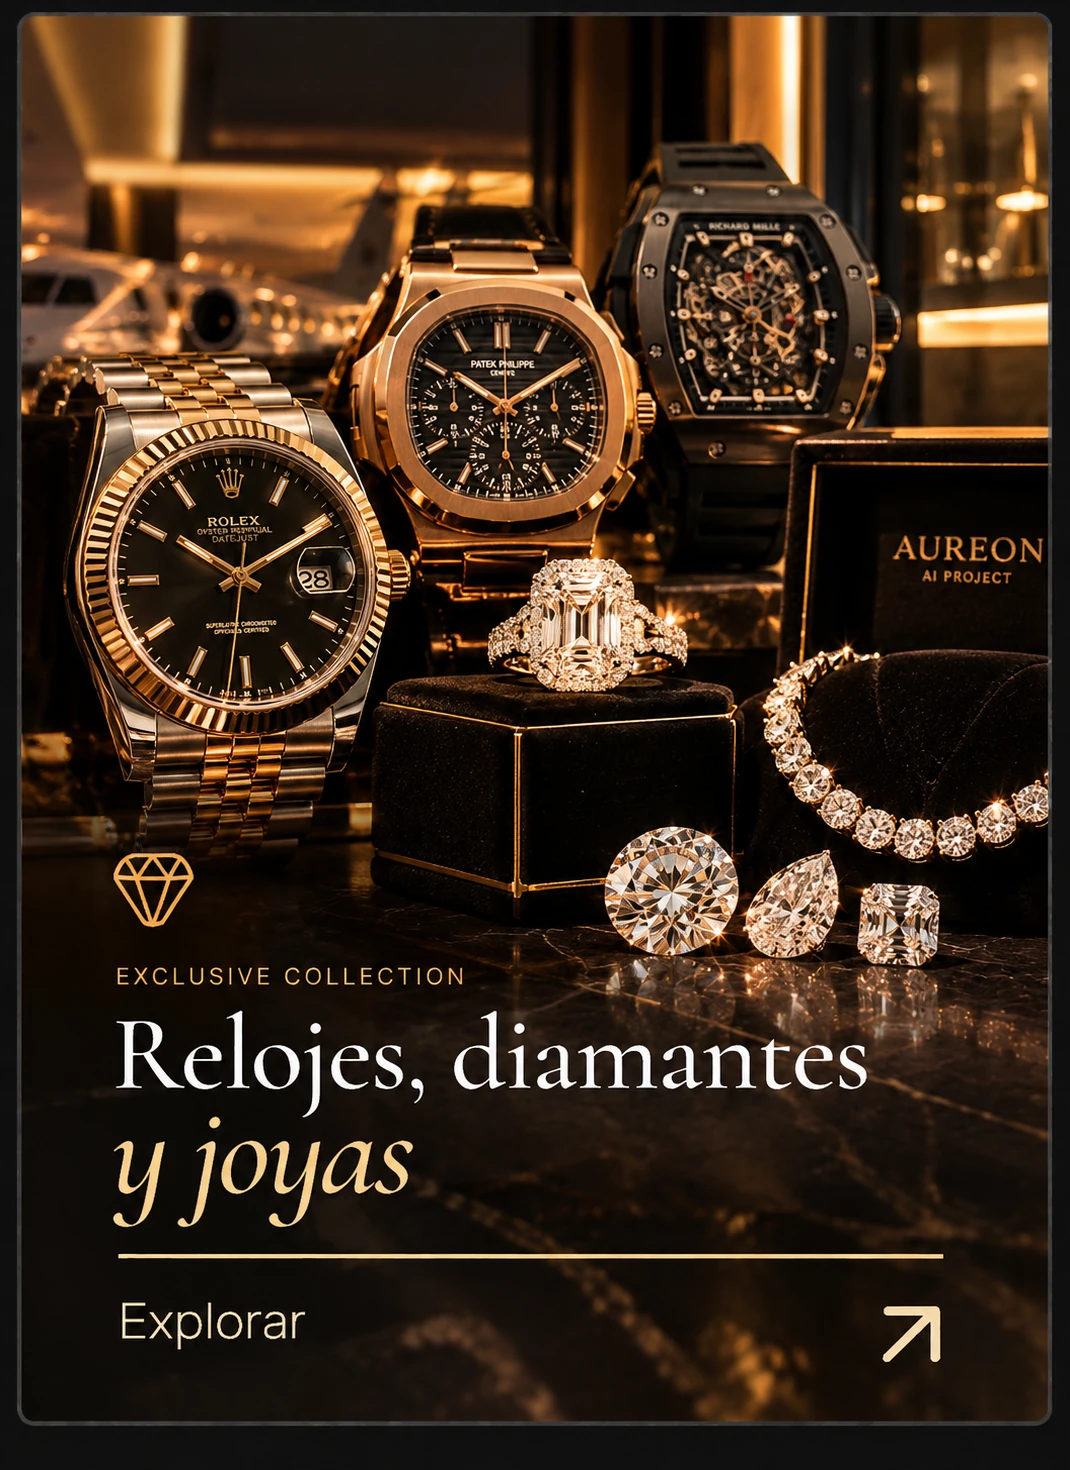 RICHARD MILLE
PATEK PHILIPPE
GENEVE
ROLEX
OYSTER PERPETUAL
DATEJUST
28
AUREON
AI PROJECT
EXCLUSIVE COLLECTION
Relojes, diamantes
y joyas
Explorar